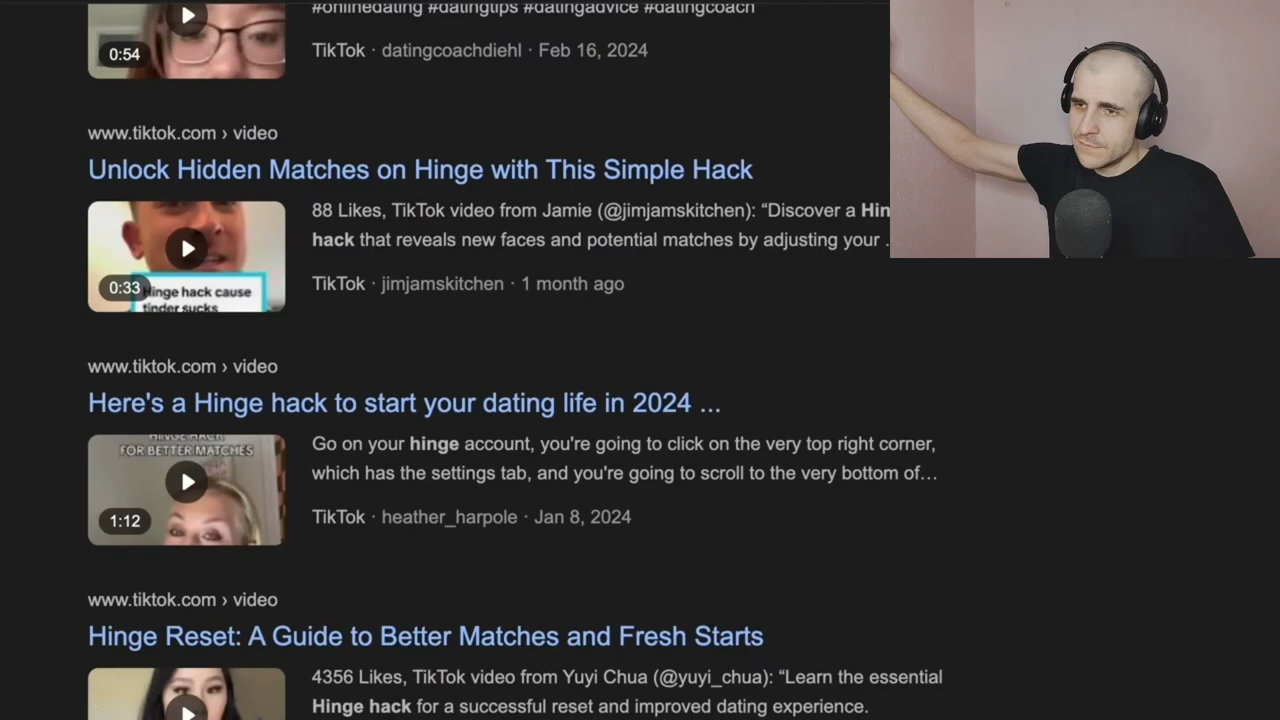 #onlinedating #datingtips #datingadvice #datingcoach
0:54
TikTok · datingcoachdiehl · Feb 16, 2024
www.tiktok.com › video
Unlock Hidden Matches on Hinge with This Simple Hack
88 Likes, TikTok video from Jamie (@jimjamskitchen): “Discover a Hin
hack that reveals new faces and potential matches by adjusting your .
0:33
Hinge hack cause
tinder sucks
TikTok · jimjamskitchen · 1 month ago
www.tiktok.com › video
Here's a Hinge hack to start your dating life in 2024 ...
HINGE HACK
FOR BETTER MATCHES
1:12
Go on your hinge account, you're going to click on the very top right corner,
which has the settings tab, and you're going to scroll to the very bottom of…
TikTok · heather_harpole · Jan 8, 2024
www.tiktok.com › video
Hinge Reset: A Guide to Better Matches and Fresh Starts
4356 Likes, TikTok video from Yuyi Chua (@yuyi_chua): “Learn the essential
Hinge hack for a successful reset and improved dating experience.